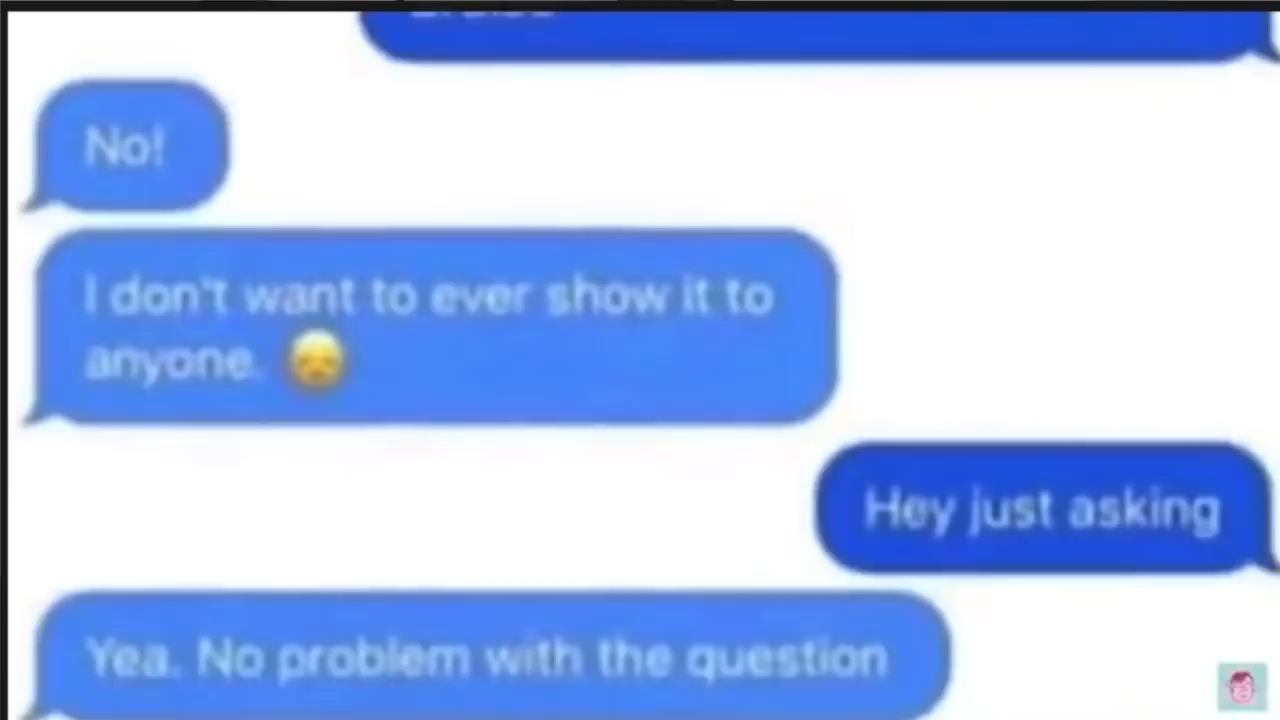 No!
I don't want to ever show it to
anyone. 😞
Hey just asking
Yea. No problem with the question